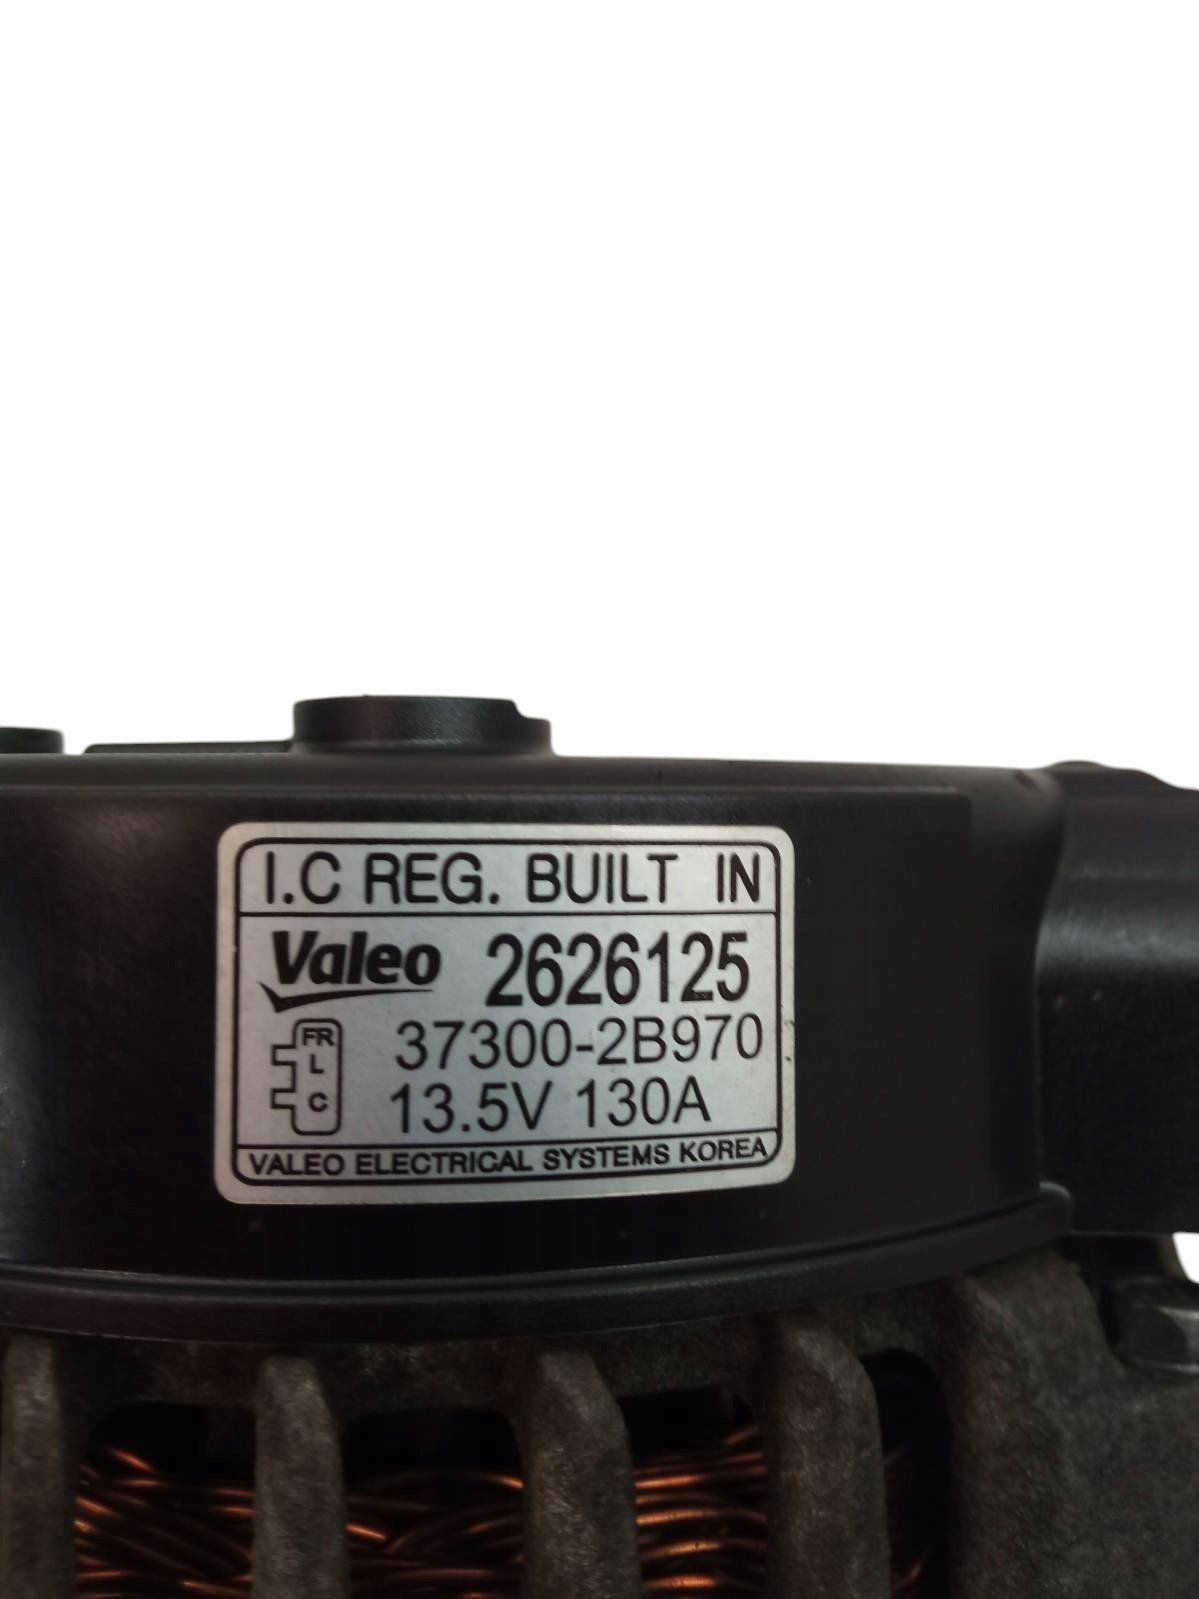 I.C REG. BUILT IN
Valeo 2626125
FR 37300-2B970
L
C 13.5V 130A
VALEO ELECTRICAL SYSTEMS KOREA